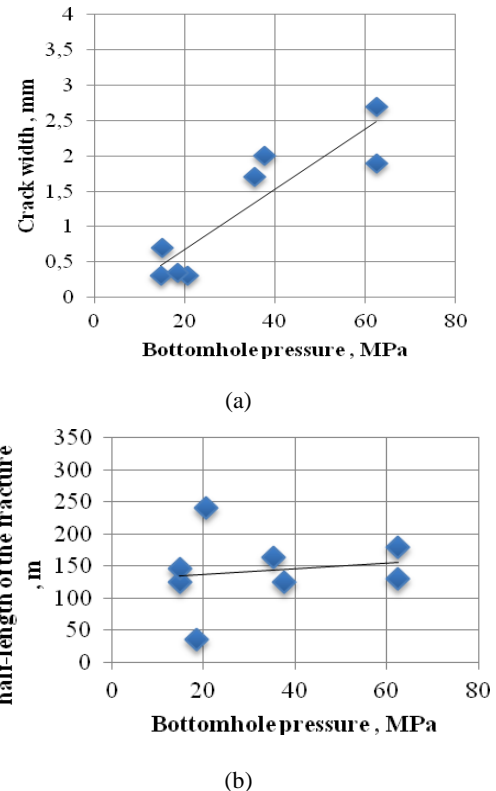 4
3,5
3
2,5
2
1,5
1
0,5
0
0 20 40 60 80
Crack width , mm
Bottomhole pressure , MPa
(a)
350
300
250
200
150
100
50
0
0 20 40 60 80
half-length of the fracture
, m
Bottomhole pressure , MPa
(b)